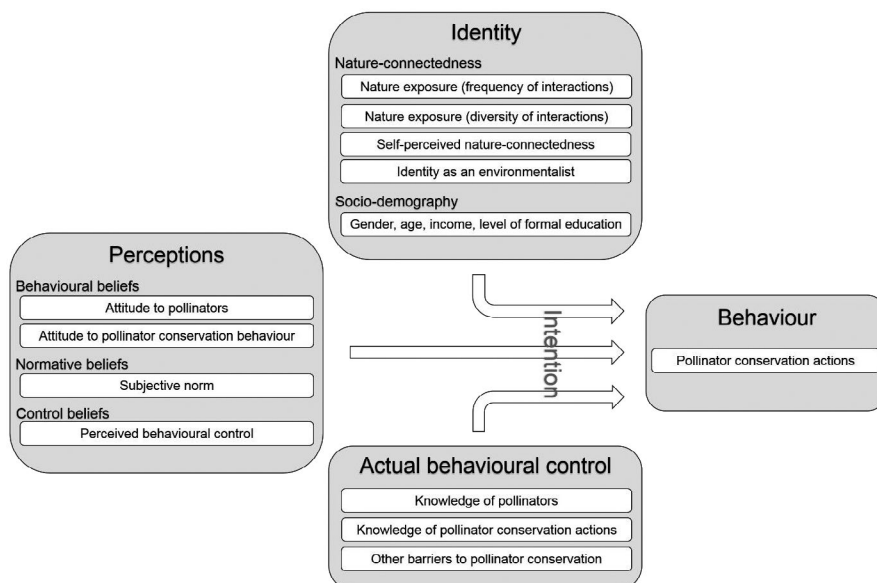 Identity
Nature-connectedness
Nature exposure (frequency of interactions)
Nature exposure (diversity of interactions)
Self-perceived nature-connectedness
Identity as an environmentalist
Socio-demography
Gender, age, income, level of formal education
Perceptions
Behavioural beliefs
Attitude to pollinators
Attitude to pollinator conservation behaviour
Normative beliefs
Subjective norm
Control beliefs
Perceived behavioural control
Intention
Behaviour
Pollinator conservation actions
Actual behavioural control
Knowledge of pollinators
Knowledge of pollinator conservation actions
Other barriers to pollinator conservation